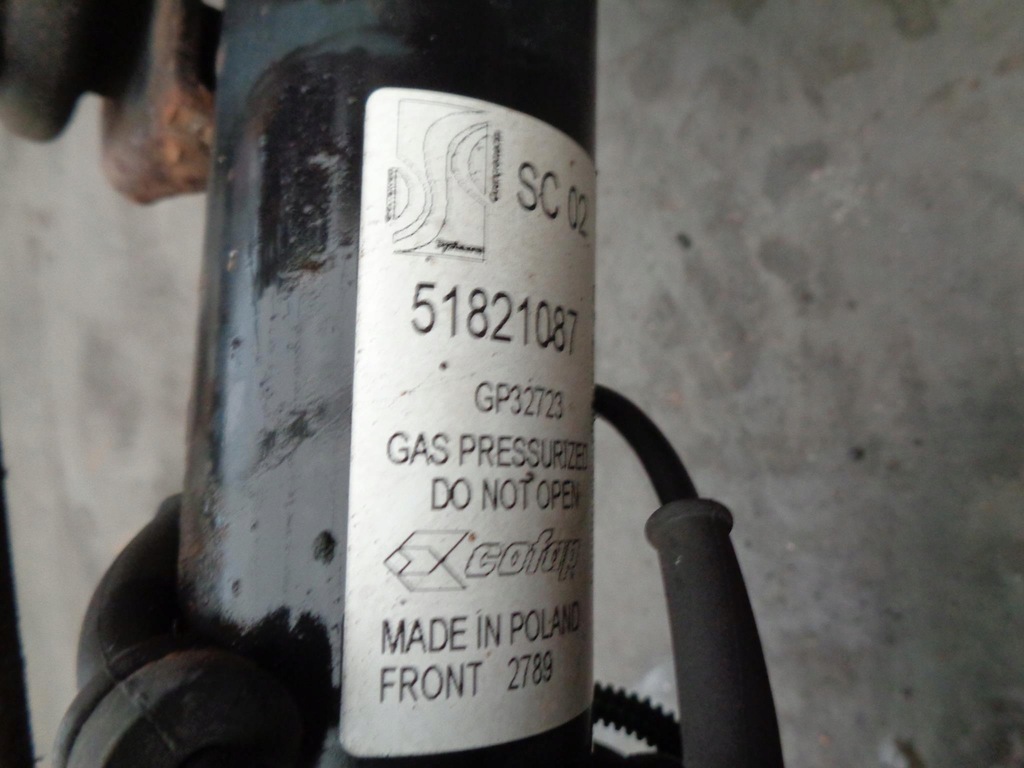 SC 02
51821087
GP32723
GAS PRESSURIZED
DO NOT OPEN
cofap
MADE IN POLAND
FRONT 2789